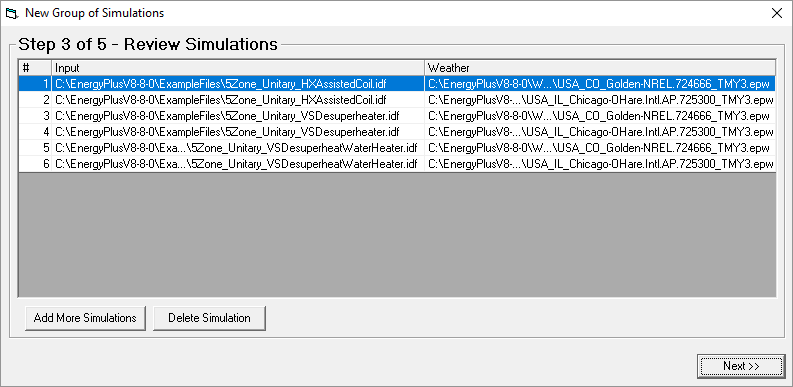 New Group of Simulations
Step 3 of 5 - Review Simulations
# Input Weather
1 C:\EnergyPlusV8-8-0\ExampleFiles\5Zone_Unitary_HXAssistedCoil.idf C:\EnergyPlusV8-8-0\W...\USA_CO_Golden-NREL.724666_TMY3.epw
2 C:\EnergyPlusV8-8-0\ExampleFiles\5Zone_Unitary_HXAssistedCoil.idf C:\EnergyPlusV8-...\USA_IL_Chicago-OHare.Intl.AP.725300_TMY3.epw
3 C:\EnergyPlusV8-8-0\ExampleFiles\5Zone_Unitary_VSDesuperheater.idf C:\EnergyPlusV8-8-0\W...\USA_CO_Golden-NREL.724666_TMY3.epw
4 C:\EnergyPlusV8-8-0\ExampleFiles\5Zone_Unitary_VSDesuperheater.idf C:\EnergyPlusV8-...\USA_IL_Chicago-OHare.Intl.AP.725300_TMY3.epw
5 C:\EnergyPlusV8-8-0\Exa...\5Zone_Unitary_VSDesuperheatWaterHeater.idf C:\EnergyPlusV8-8-0\W...\USA_CO_Golden-NREL.724666_TMY3.epw
6 C:\EnergyPlusV8-8-0\Exa...\5Zone_Unitary_VSDesuperheatWaterHeater.idf C:\EnergyPlusV8-...\USA_IL_Chicago-OHare.Intl.AP.725300_TMY3.epw
Add More Simulations Delete Simulation
Next >>